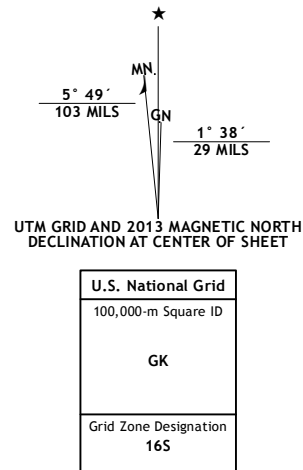 ★
MN.
GN
5° 49´
103 MILS
1° 38´
29 MILS
UTM GRID AND 2013 MAGNETIC NORTH
DECLINATION AT CENTER OF SHEET
U.S. National Grid
100,000-m Square ID
GK
Grid Zone Designation
16S